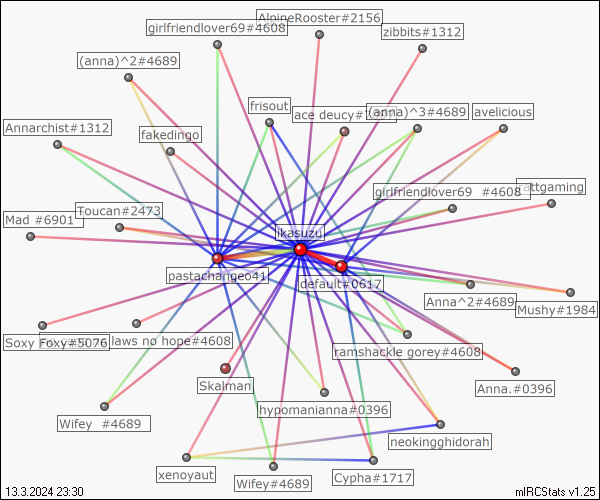 AlpineRooster#2156
girlfriendlover69#4608
zibbits#1312
(anna)^2#4689
frisout
ace deucy#
(anna)^3#4689
avelicious
Annarchist#1312
fakedingo
girlfriendlover69 #4608
attgaming
Toucan#2473
Mad #6901
ikasuzu
pastachange041
default#0617
Anna^2#4689
Mushy#1984
Soxy Foxy#5076
laws no hope#4608
ramshackle gorey#4608
Skalman
Anna.#0396
hypomanianna#0396
Wifey #4689
neokingghidorah
xenoyaut
Wifey#4689
Cypha#1717
13.3.2024 23:30
mIRCStats v1.25